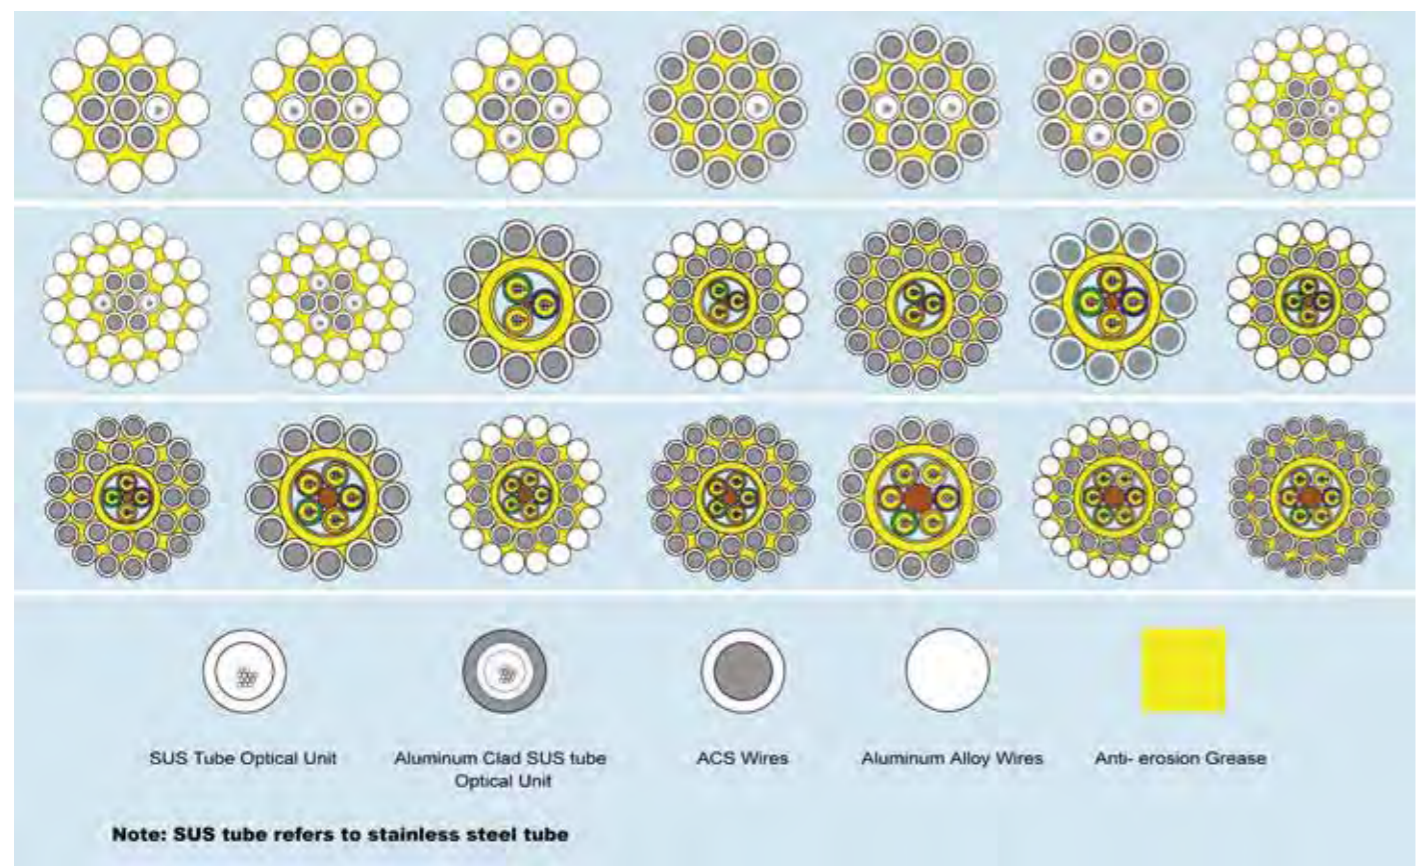 SUS Tube Optical Unit
Aluminum Clad SUS tube
Optical Unit
ACS Wires
Aluminum Alloy Wires
Anti- erosion Grease
Note: SUS tube refers to stainless steel tube